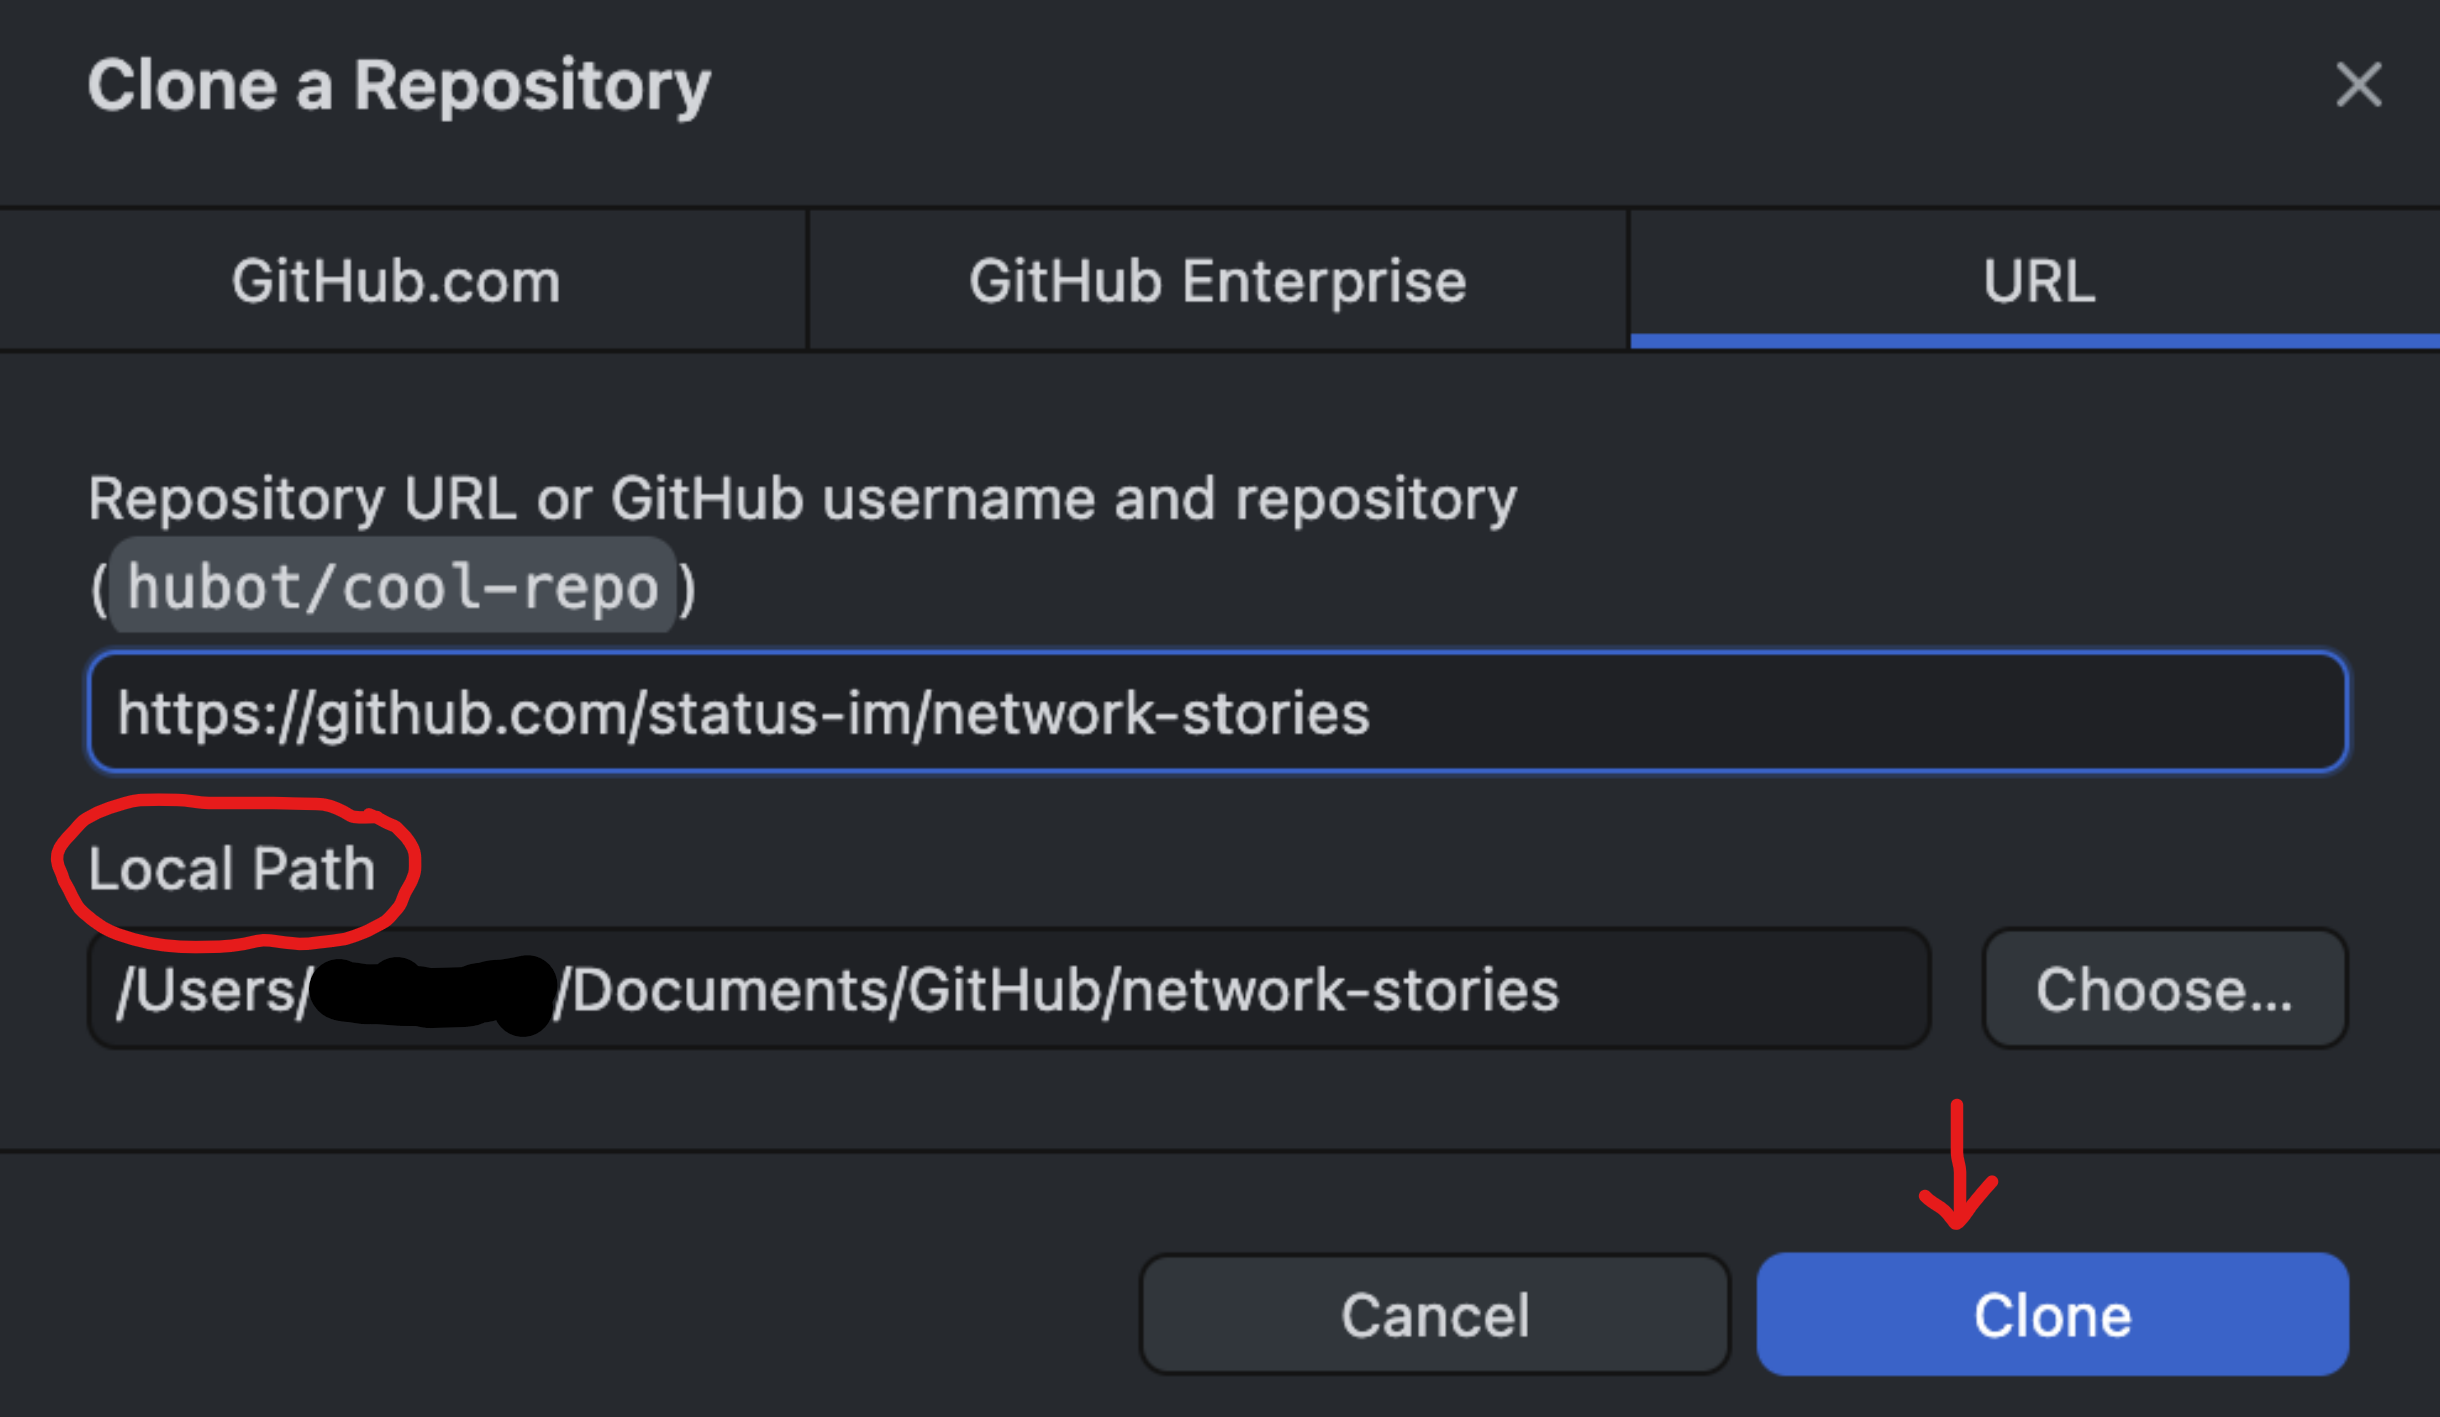 Clone a Repository
GitHub.com
GitHub Enterprise
URL
Repository URL or GitHub username and repository
(hubot/cool-repo)
https://github.com/status-im/network-stories
Local Path
/Users/ /Documents/GitHub/network-stories
Choose...
Cancel
Clone